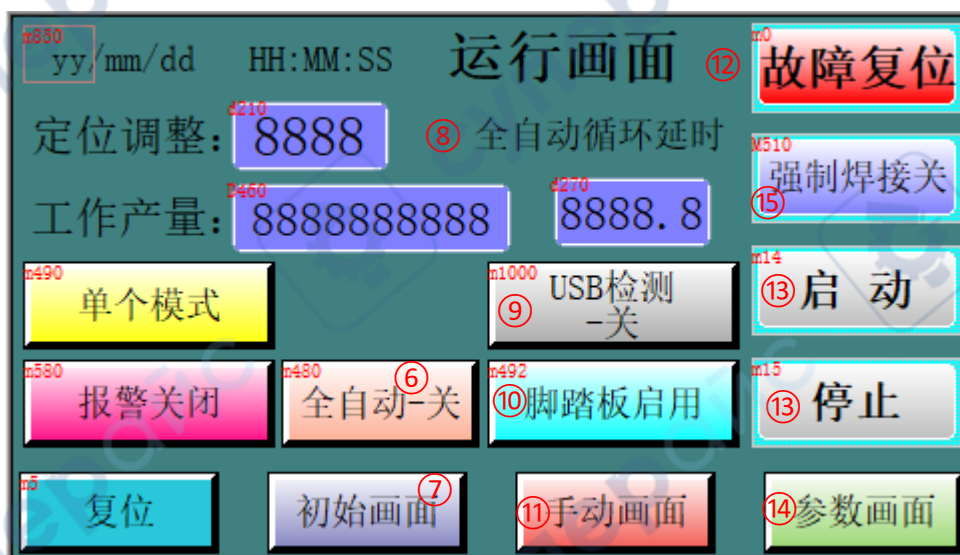 m850
yy/mm/dd HH:MM:SS 运行画面 ⑫ m0 故障复位
定位调整: d210 8888 ⑧ 全自动循环延时
M510 强制焊接关 ⑮
工作产量: D460 8888888888 d270 8888.8
m14 ⑬ 启 动
m490 单个模式 m1000 ⑨ USB检测
-关
m580 报警关闭 m480 ⑥ 全自动-关 m492 ⑩ 脚踏板启用 m15 ⑬ 停止
m5 复位 初始画面 ⑦ ⑪ 手动画面 ⑭ 参数画面